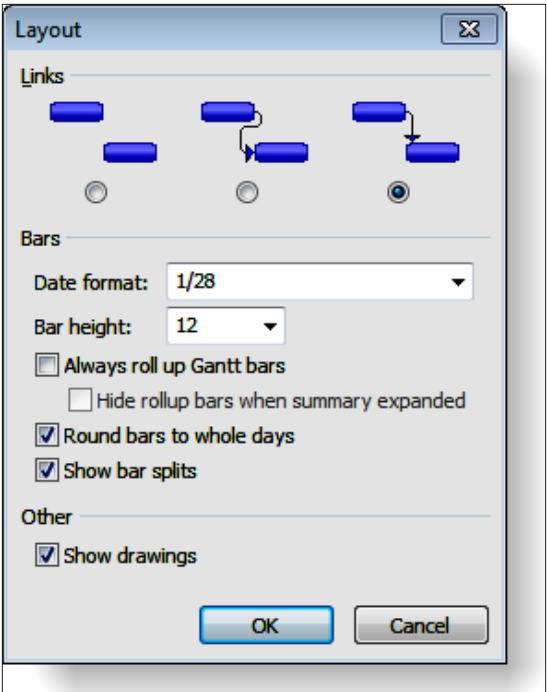 Layout
Links
Bars
Date format: 1/28
Bar height: 12
Always roll up Gantt bars
Hide rollup bars when summary expanded
Round bars to whole days
Show bar splits
Other
Show drawings
OK Cancel